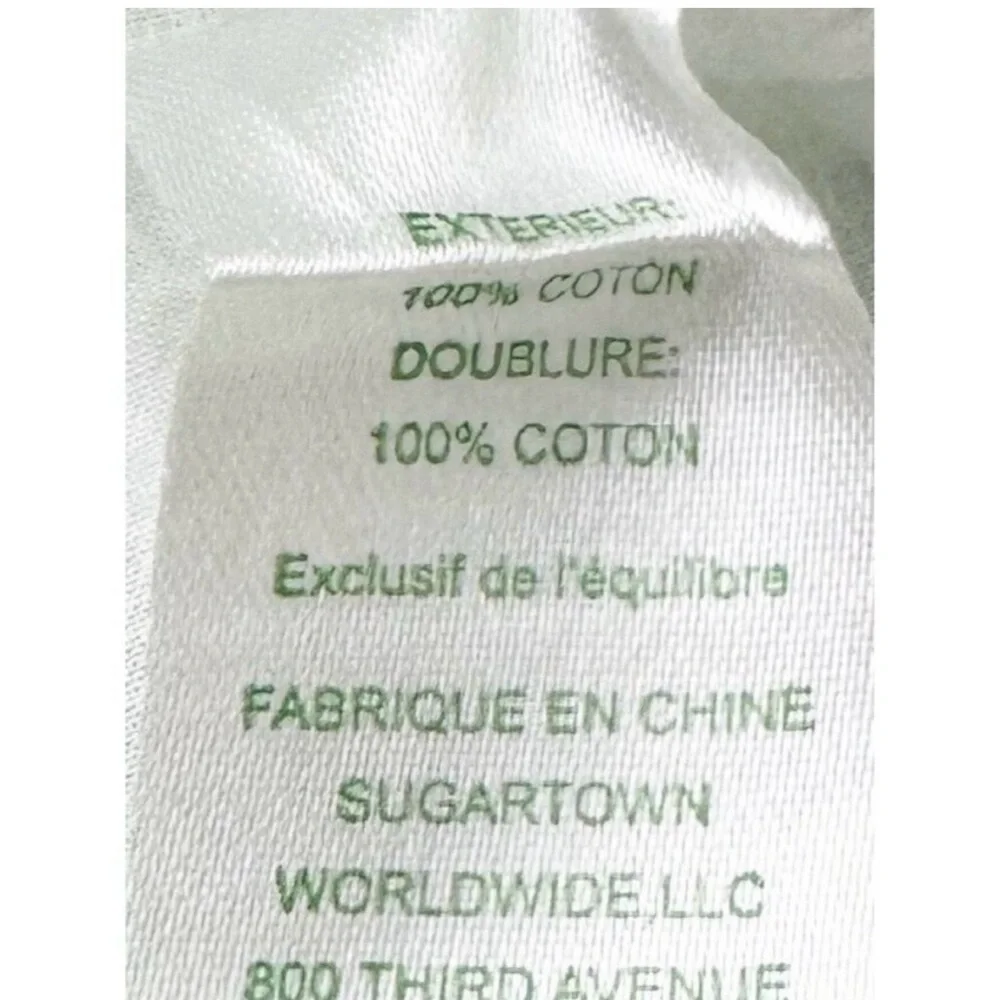 EXTERIEUR:
100% COTON
DOUBLURE:
100% COTON
Exclusif de l'équilibre
FABRIQUE EN CHINE
SUGARTOWN
WORLDWIDE,LLC
800 THIRD AVENUE